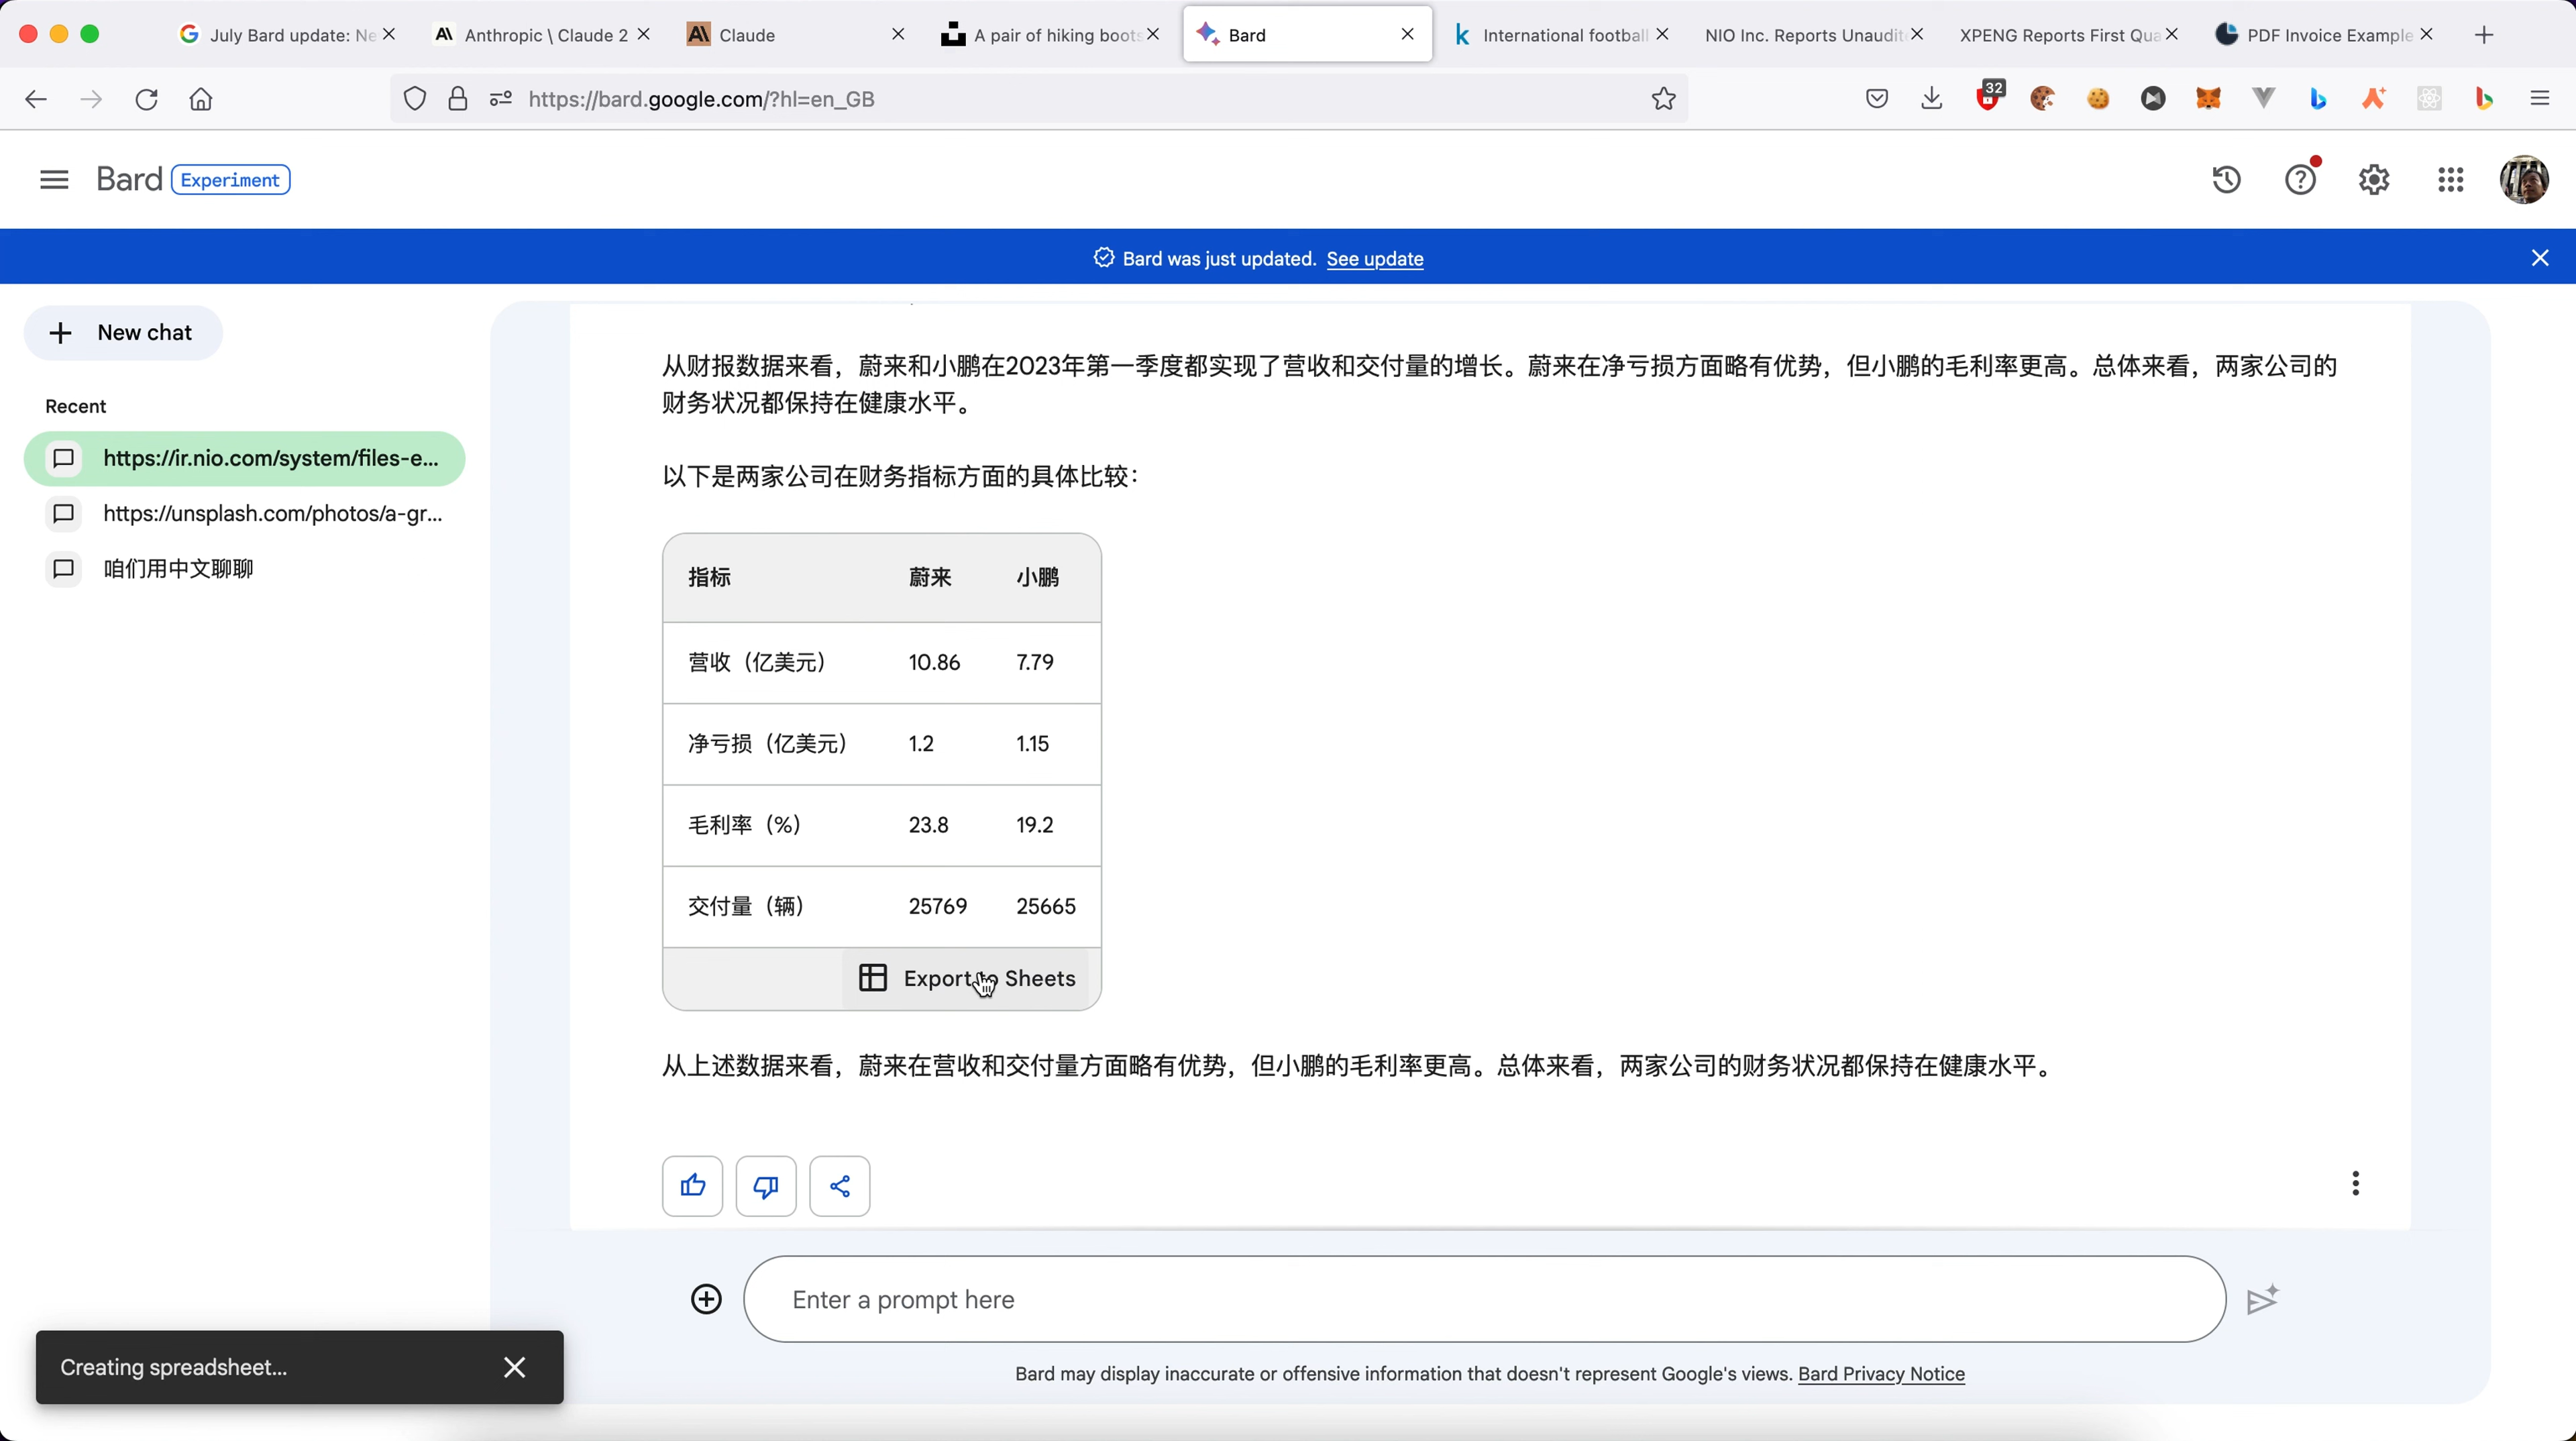 July Bard update: Ne
Anthropic \ Claude 2
Claude
A pair of hiking boots
Bard
International football
NIO Inc. Reports Unaudit
XPENG Reports First Qua
PDF Invoice Example
https://bard.google.com/?hl=en_GB
32
Bard Experiment
Bard was just updated. See update
New chat
Recent
https://ir.nio.com/system/files-e...
https://unsplash.com/photos/a-gr...
咱们用中文聊聊
从财报数据来看，蔚来和小鹏在2023年第一季度都实现了营收和交付量的增长。蔚来在净亏损方面略有优势，但小鹏的毛利率更高。总体来看，两家公司的
财务状况都保持在健康水平。
以下是两家公司在财务指标方面的具体比较：
指标 蔚来 小鹏
营收（亿美元） 10.86 7.79
净亏损（亿美元） 1.2 1.15
毛利率（%） 23.8 19.2
交付量（辆） 25769 25665
Export to Sheets
从上述数据来看，蔚来在营收和交付量方面略有优势，但小鹏的毛利率更高。总体来看，两家公司的财务状况都保持在健康水平。
Enter a prompt here
Creating spreadsheet...
Bard may display inaccurate or offensive information that doesn't represent Google's views. Bard Privacy Notice